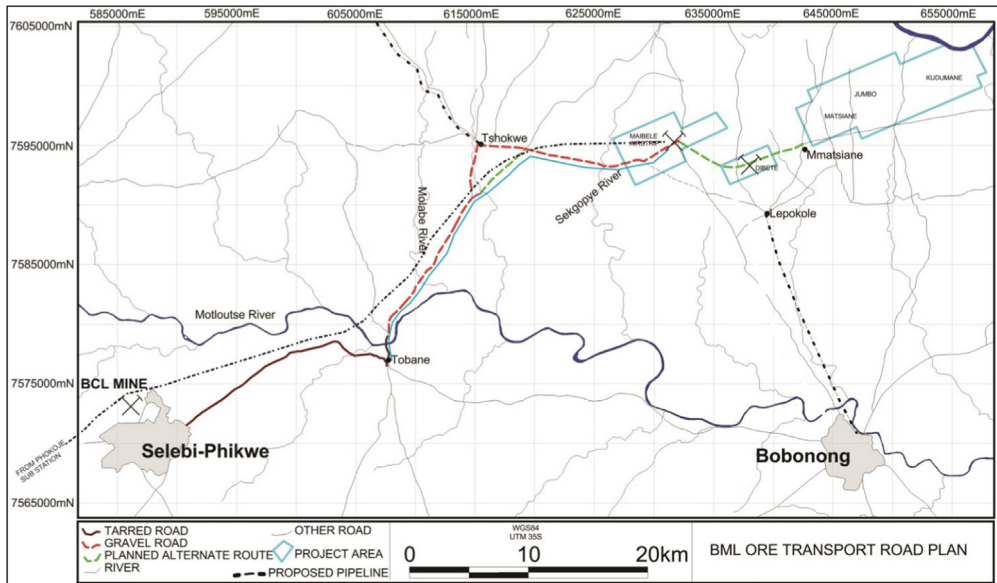 585000mE 595000mE 605000mE 615000mE 625000mE 635000mE 645000mE 655000mE
7605000mN
KUDUMANE
JUMBO
MATSIANE
7595000mN
Tshokwe
MAIBELE
Mmatsiane
DIBETE
Sekgopye River
Molabe River
Lepokole
7585000mN
Motloutse River
Tobane
7575000mN
BCL MINE
Selebi-Phikwe
Bobonong
FROM PHOKOJE
SUB STATION
7565000mN
TARRED ROAD
GRAVEL ROAD
PLANNED ALTERNATE ROUTE
RIVER
OTHER ROAD
PROJECT AREA
PROPOSED PIPELINE
WGS84
UTM 35S
0 10 20km
BML ORE TRANSPORT ROAD PLAN